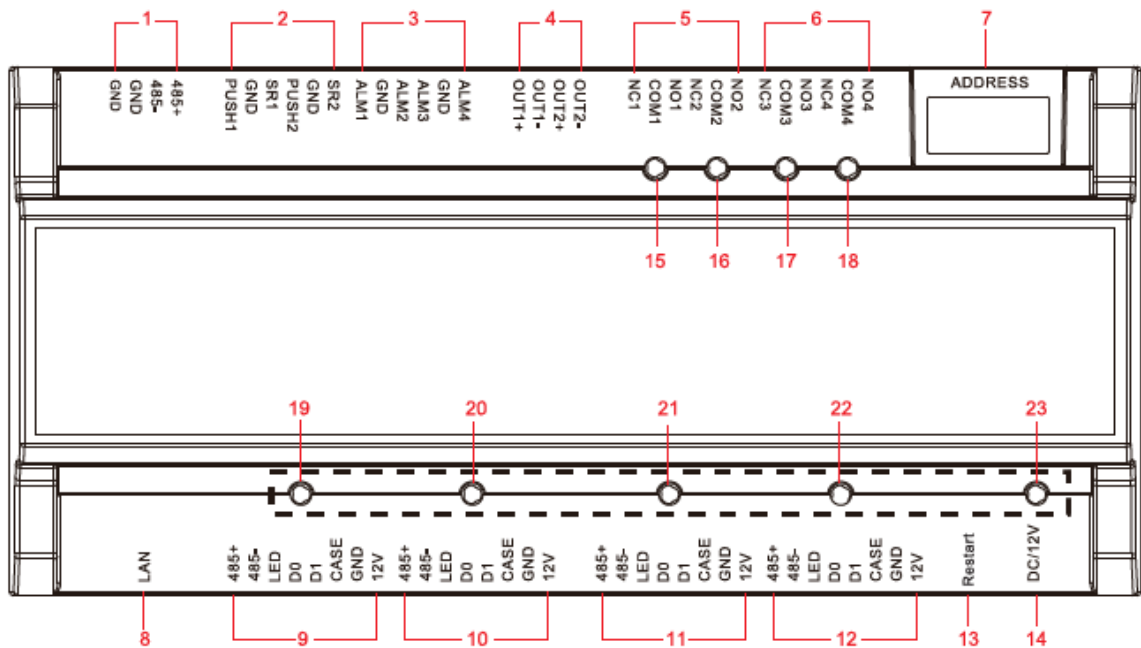 1 2 3 4 5 6 7
GND
GND
485-
485+
PUSH1
GND
SR1
PUSH2
GND
SR2
ALM1
GND
ALM2
ALM3
GND
ALM4
OUT1+
OUT1-
OUT2+
OUT2-
NC1
COM1
NO1
NC2
COM2
NO2
NC3
COM3
NO3
NC4
COM4
NO4
ADDRESS
15 16 17 18
19 20 21 22 23
LAN
485+
485-
LED
D0
D1
CASE
GND
12V
485+
485-
LED
D0
D1
CASE
GND
12V
485+
485-
LED
D0
D1
CASE
GND
12V
485+
485-
LED
D0
D1
CASE
GND
12V
Restart
DC/12V
8 9 10 11 12 13 14